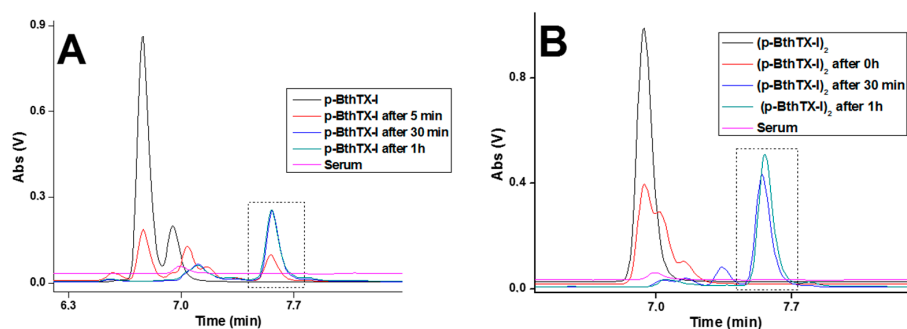 A
Abs (V)
0.9
0.6
0.3
0.0
p-BthTX-I
p-BthTX-I after 5 min
p-BthTX-I after 30 min
p-BthTX-I after 1h
Serum
6.3
7.0
7.7
Time (min)
B
Abs (V)
0.8
0.4
0.0
(p-BthTX-I)₂
(p-BthTX-I)₂ after 0h
(p-BthTX-I)₂ after 30 min
(p-BthTX-I)₂ after 1h
Serum
7.0
7.7
Time (min)